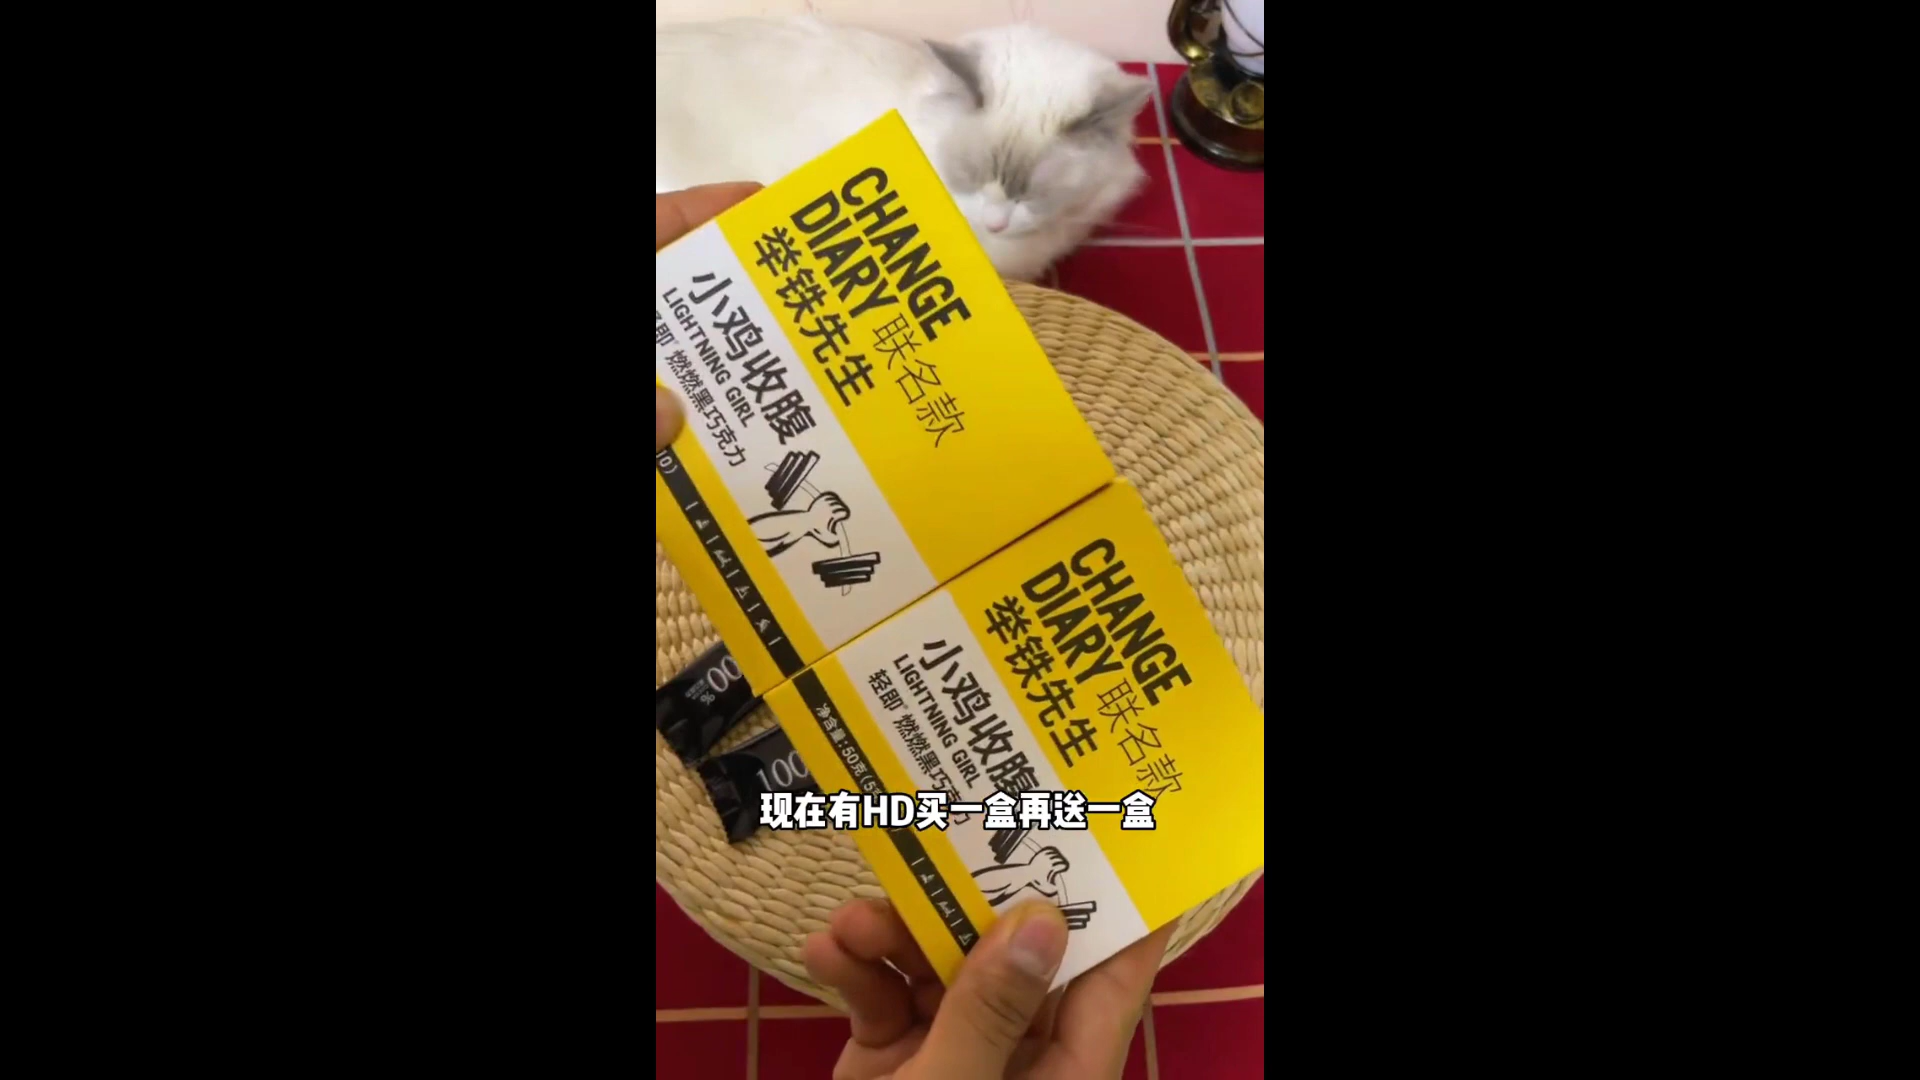 CHANGE
DIARY 联名款
举铁先生
小鸡收腹
LIGHTNING GIRL
轻即® 燃燃黑巧克力
CHANGE
DIARY 联名款
举铁先生
小鸡收腹
LIGHTNING GIRL
轻即® 燃燃黑巧克力
净含量:50克(5
100
00
%
现在有HD买一盒再送一盒